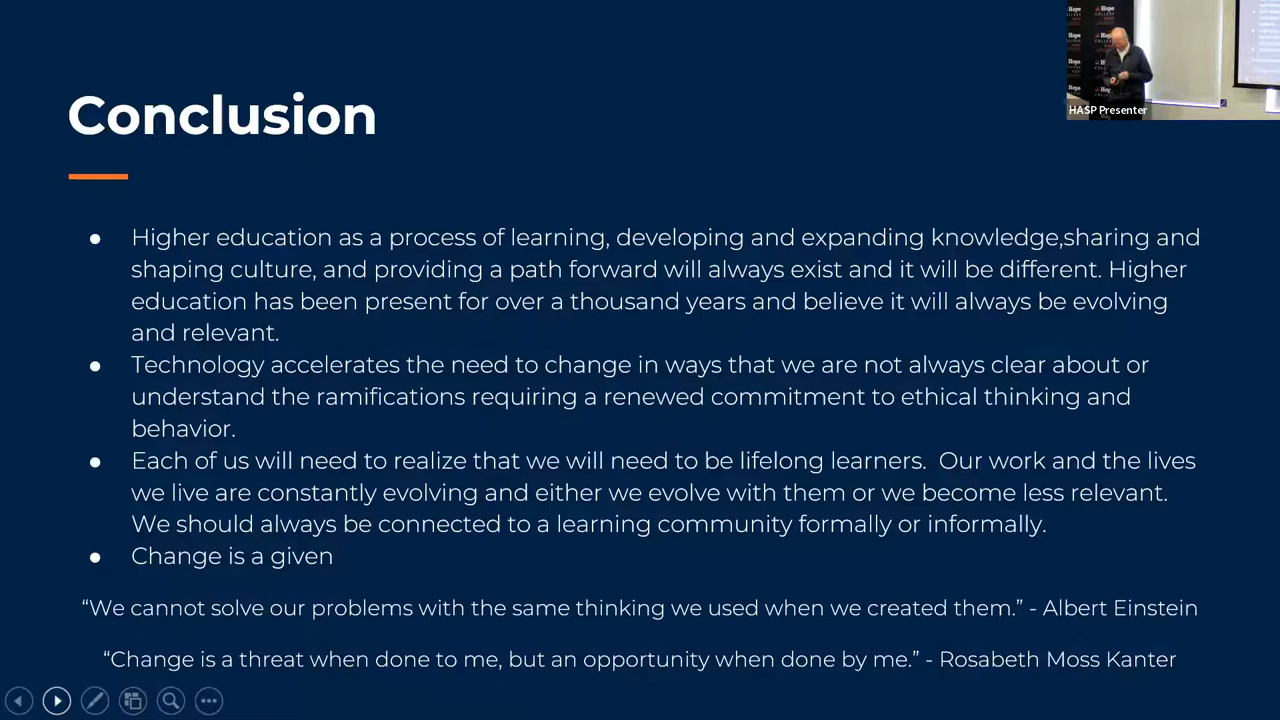 Hope
COLLEGE
HASP
HASP Presenter
Conclusion
● Higher education as a process of learning, developing and expanding knowledge,sharing and
shaping culture, and providing a path forward will always exist and it will be different. Higher
education has been present for over a thousand years and believe it will always be evolving
and relevant.
● Technology accelerates the need to change in ways that we are not always clear about or
understand the ramifications requiring a renewed commitment to ethical thinking and
behavior.
● Each of us will need to realize that we will need to be lifelong learners.  Our work and the lives
we live are constantly evolving and either we evolve with them or we become less relevant.
We should always be connected to a learning community formally or informally.
● Change is a given
“We cannot solve our problems with the same thinking we used when we created them.” - Albert Einstein
“Change is a threat when done to me, but an opportunity when done by me.” - Rosabeth Moss Kanter